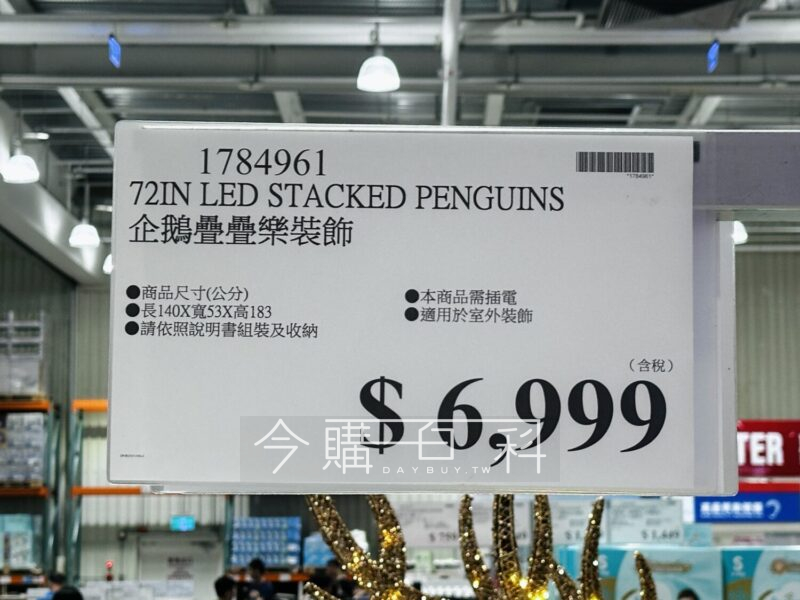 1784961
*1784961*
72IN LED STACKED PENGUINS
企鵝疊疊樂裝飾
●商品尺寸(公分)
●長140X寬53X高183
●請依照說明書組裝及收納
●本商品需插電
●適用於室外裝飾
(含稅)
$ 6,999
今購百科
DAYBUY.TW
TER